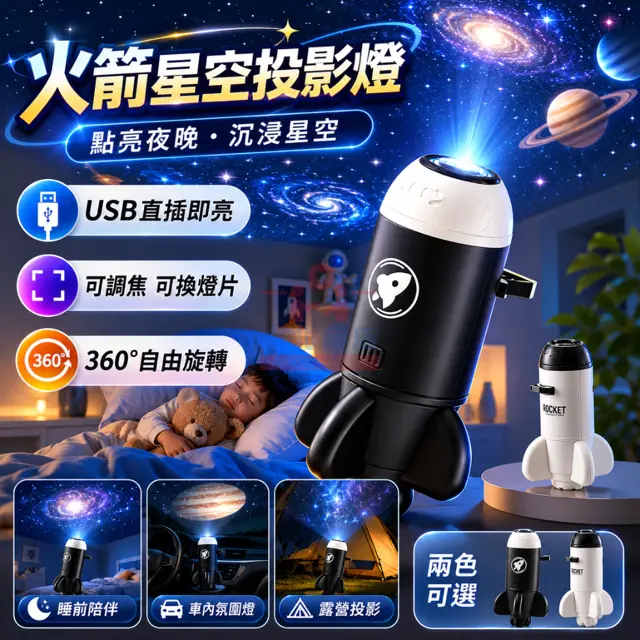 火箭星空投影燈
點亮夜晚・沉浸星空
USB直插即亮
可調焦 可換燈片
360°
360°自由旋轉
ROCKET
睡前陪伴
車內氛圍燈
露營投影
兩色
可選
ROCKET